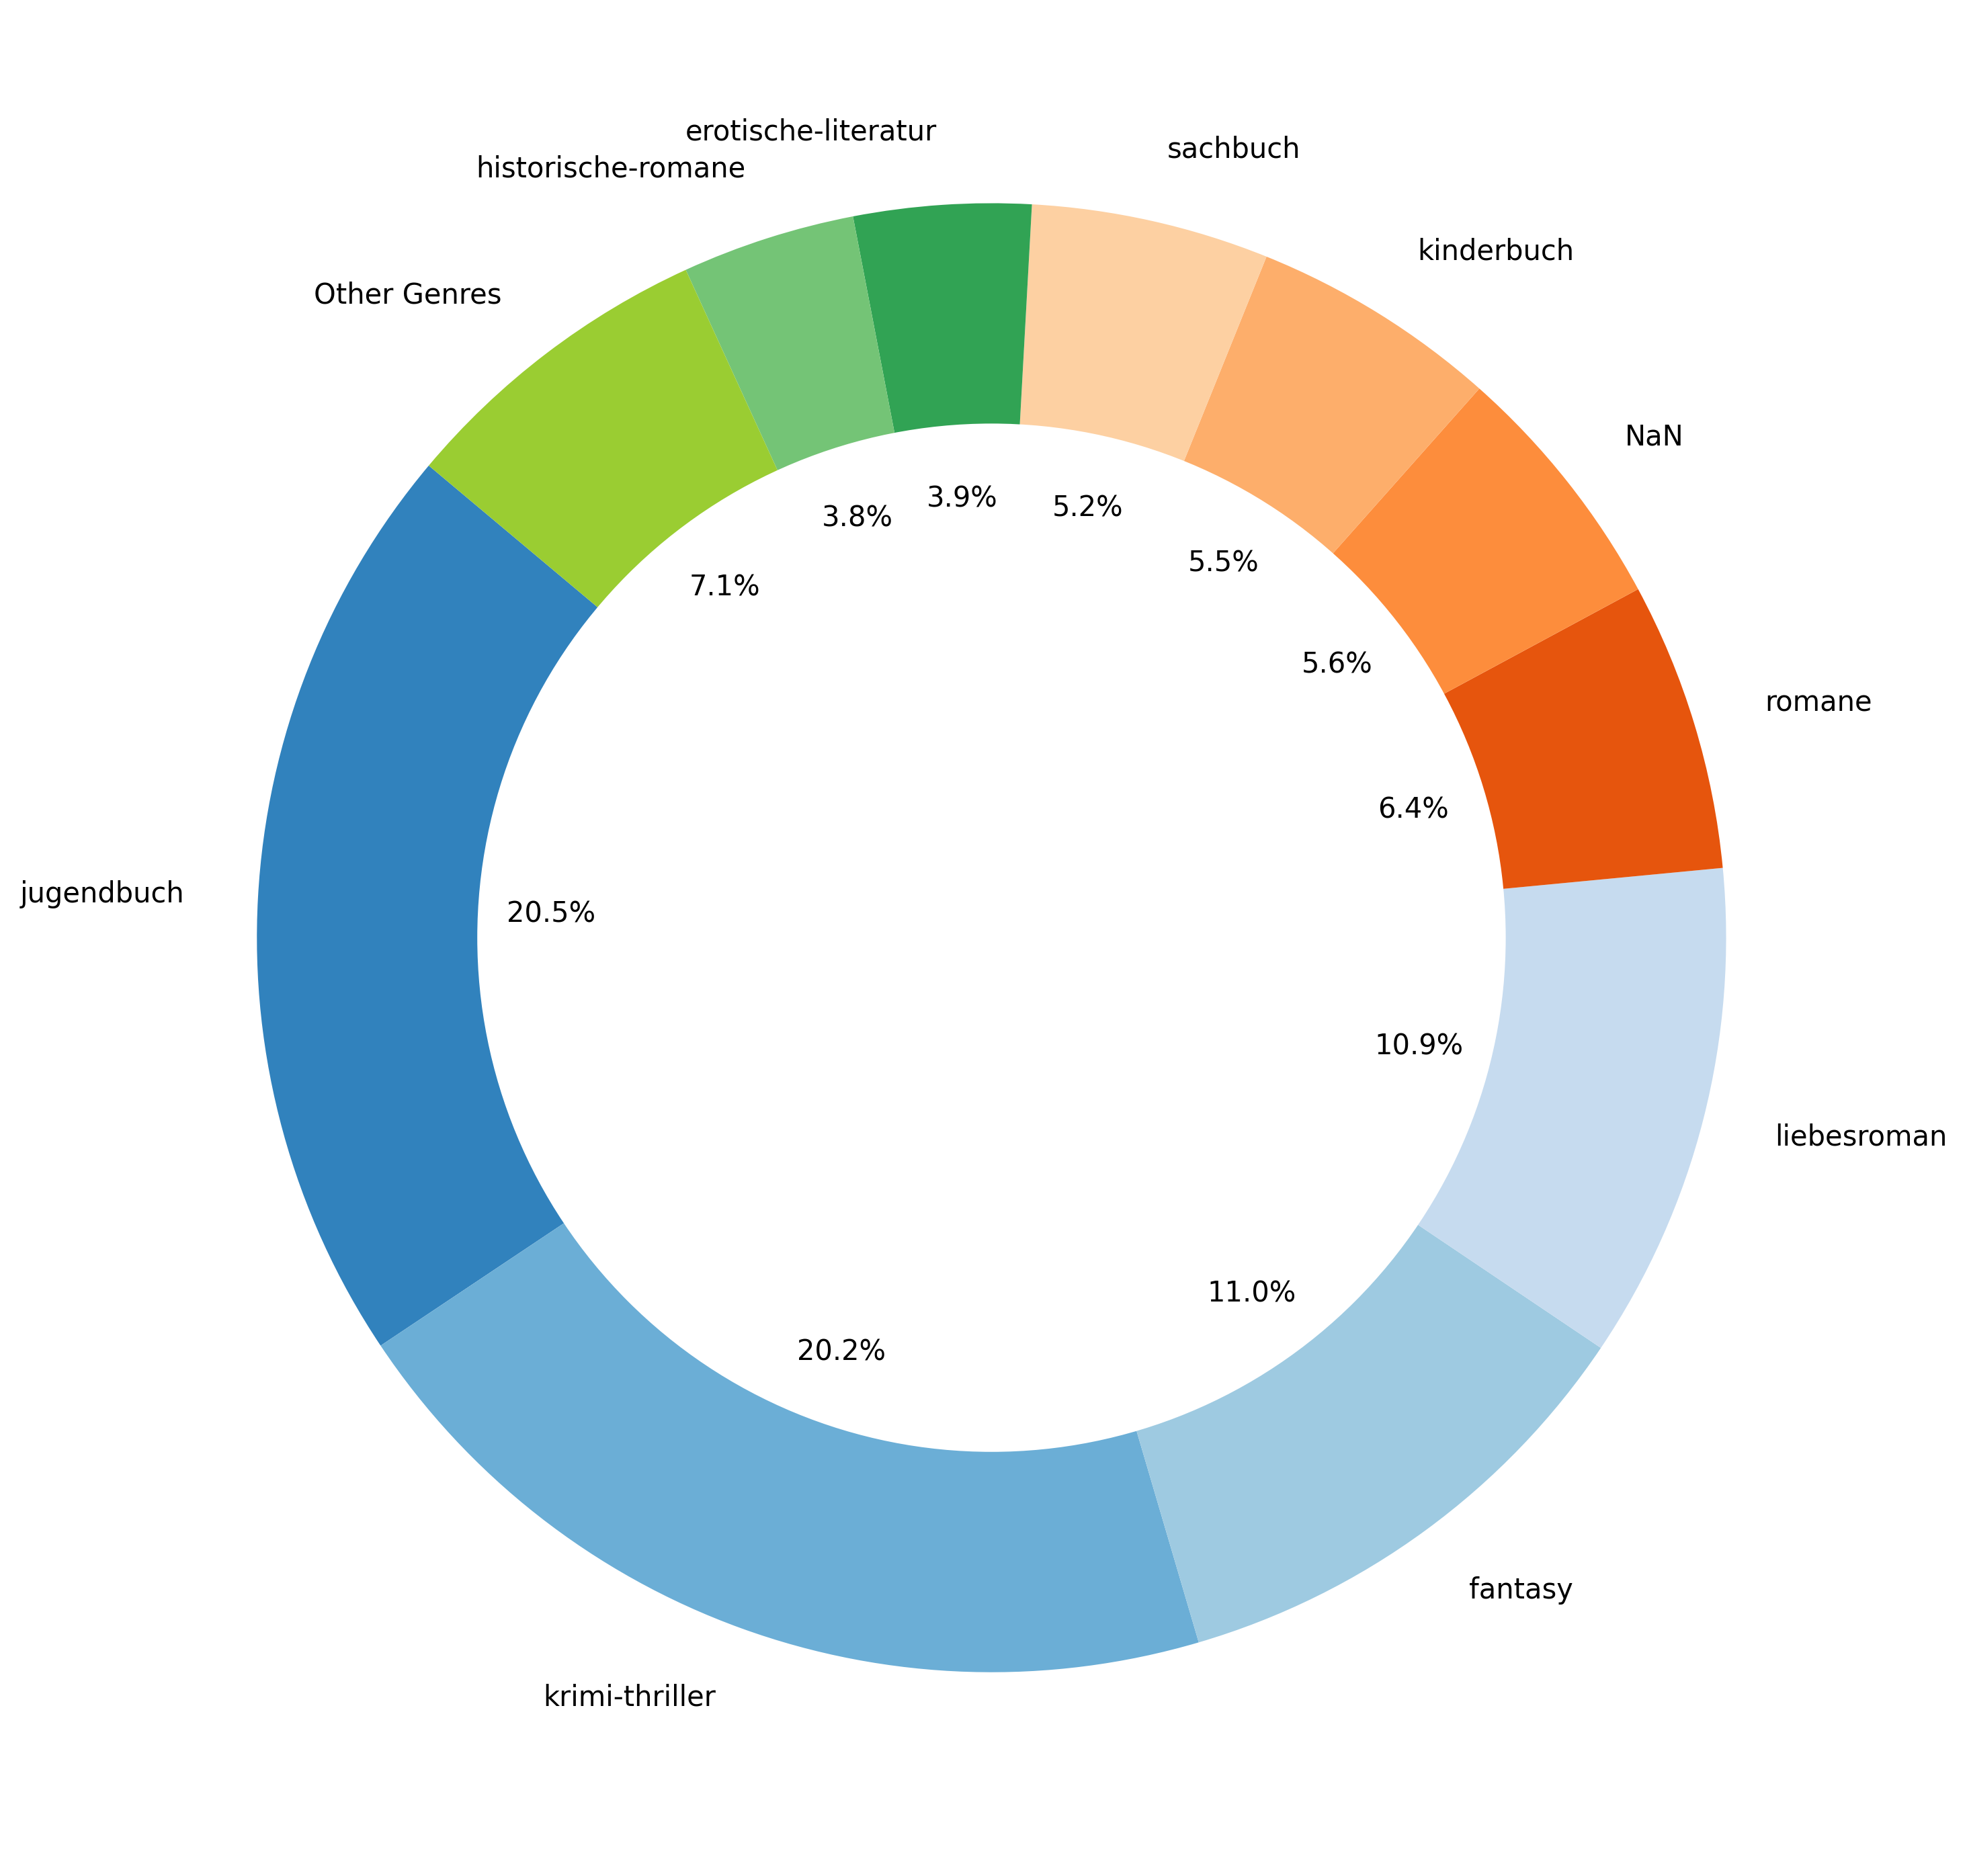 erotische-literatur
sachbuch
historische-romane
kinderbuch
Other Genres
NaN
3.9%
5.2%
3.8%
5.5%
7.1%
5.6%
romane
6.4%
jugendbuch
20.5%
10.9%
liebesroman
11.0%
20.2%
fantasy
krimi-thriller